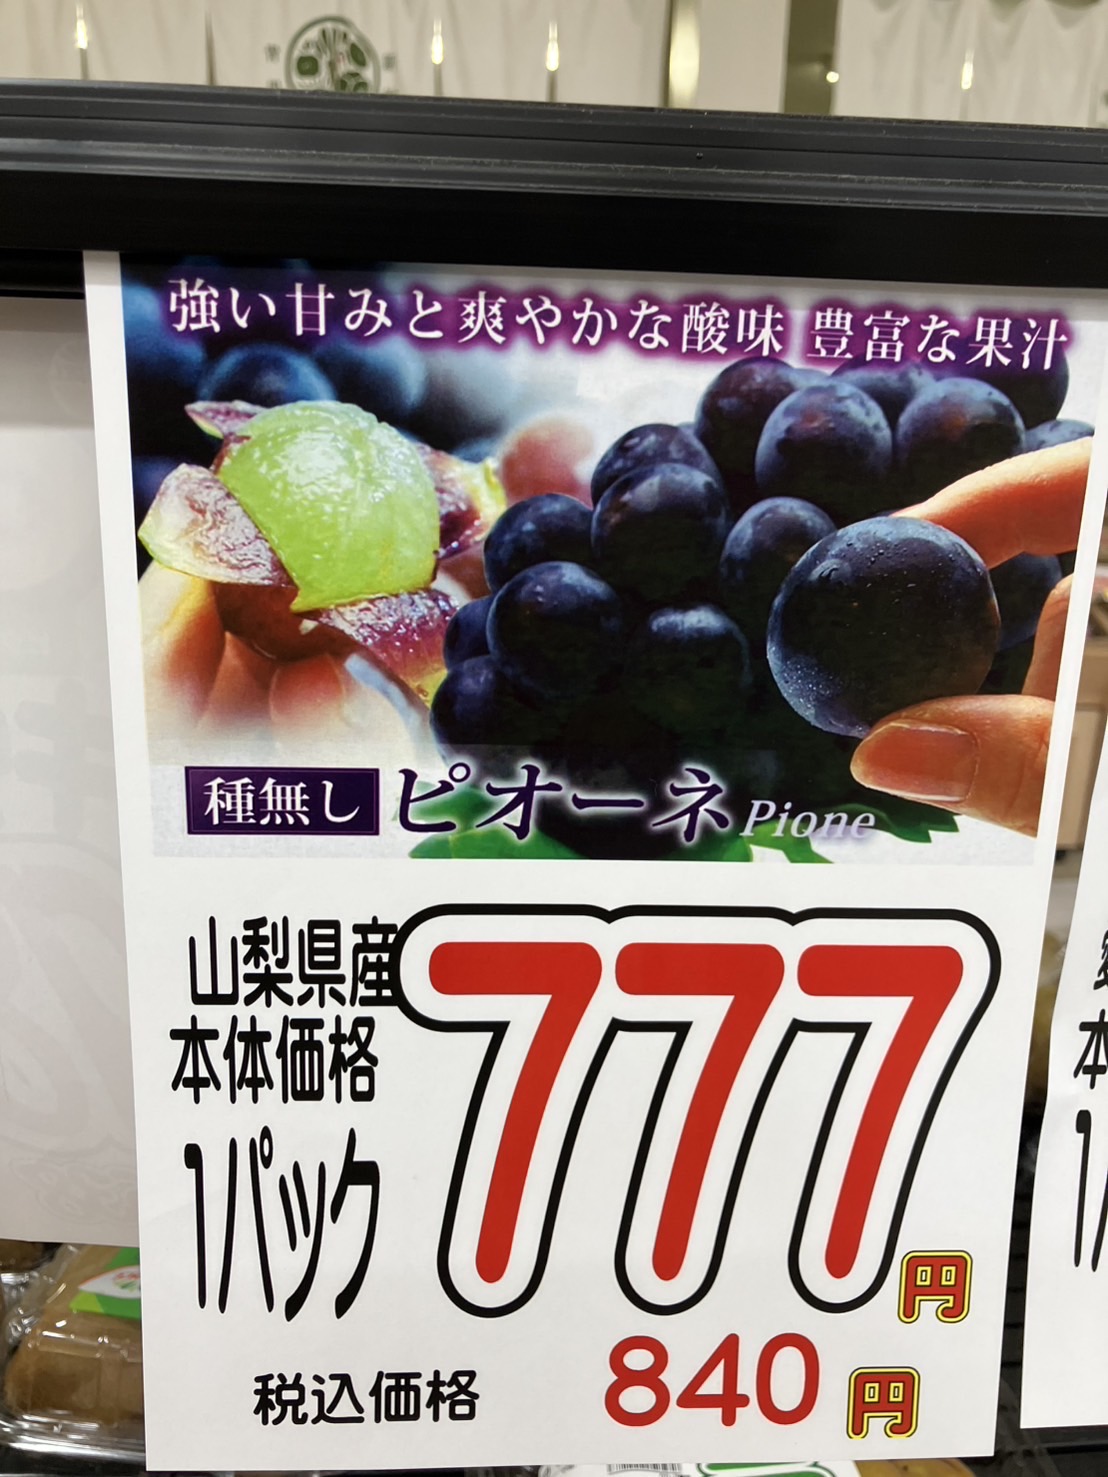 強い甘みと爽やかな酸味 豊富な果汁
種無し ピオーネ Pione
山梨県産
本体価格
1パック
777円
税込価格 840円
本